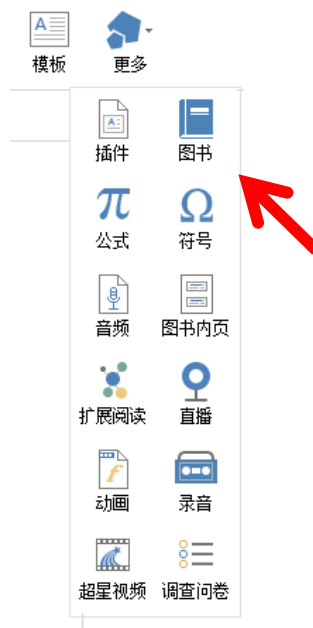 模板 更多
插件 图书
公式 符号
音频 图书内页
扩展阅读 直播
动画 录音
超星视频 调查问卷